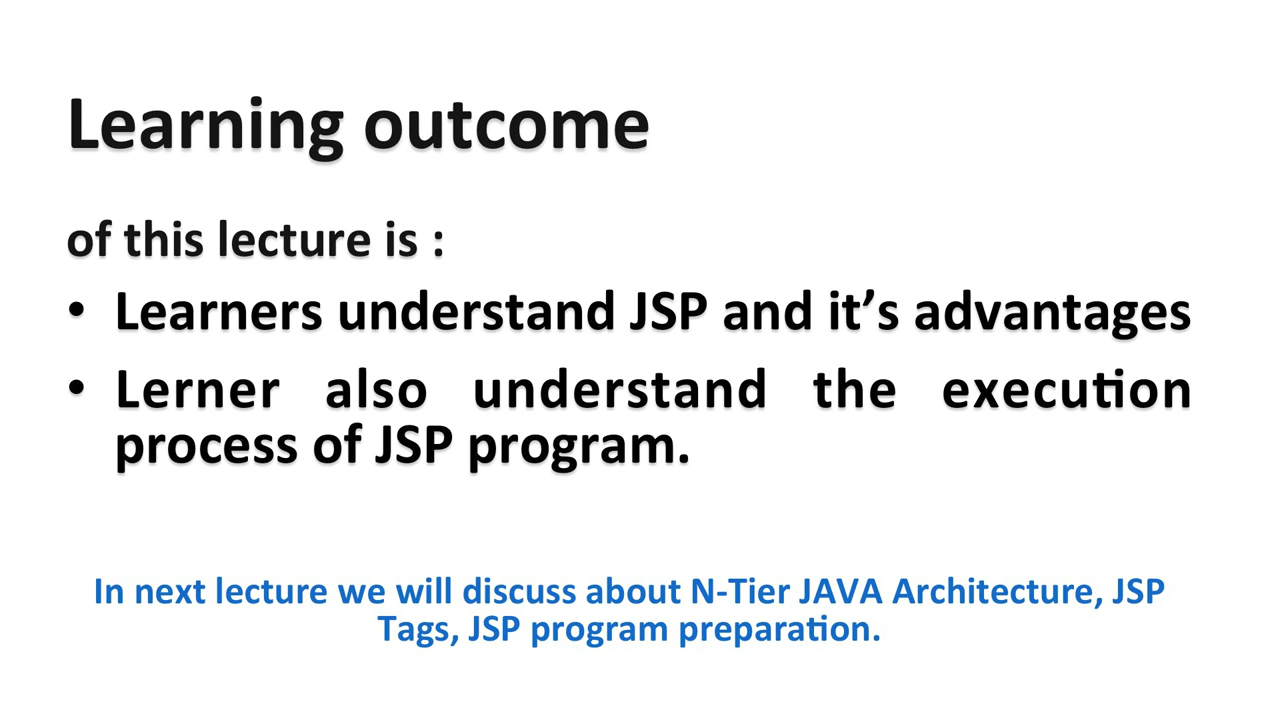 Learning outcome
of this lecture is :
• Learners understand JSP and it’s advantages
• Lerner also understand the execution
process of JSP program.
In next lecture we will discuss about N-Tier JAVA Architecture, JSP
Tags, JSP program preparation.